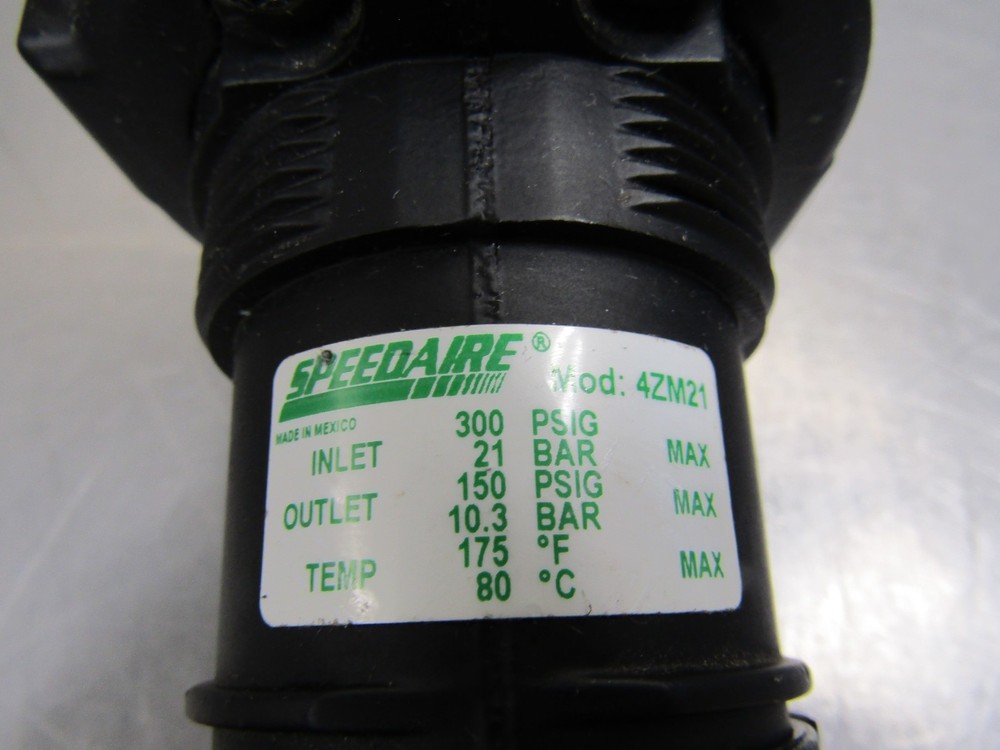 SPEEDAIRE® Mod: 4ZM21
MADE IN MEXICO
300 PSIG
INLET 21 BAR MAX
150 PSIG
OUTLET 10.3 BAR MAX
175 °F
TEMP 80 °C MAX